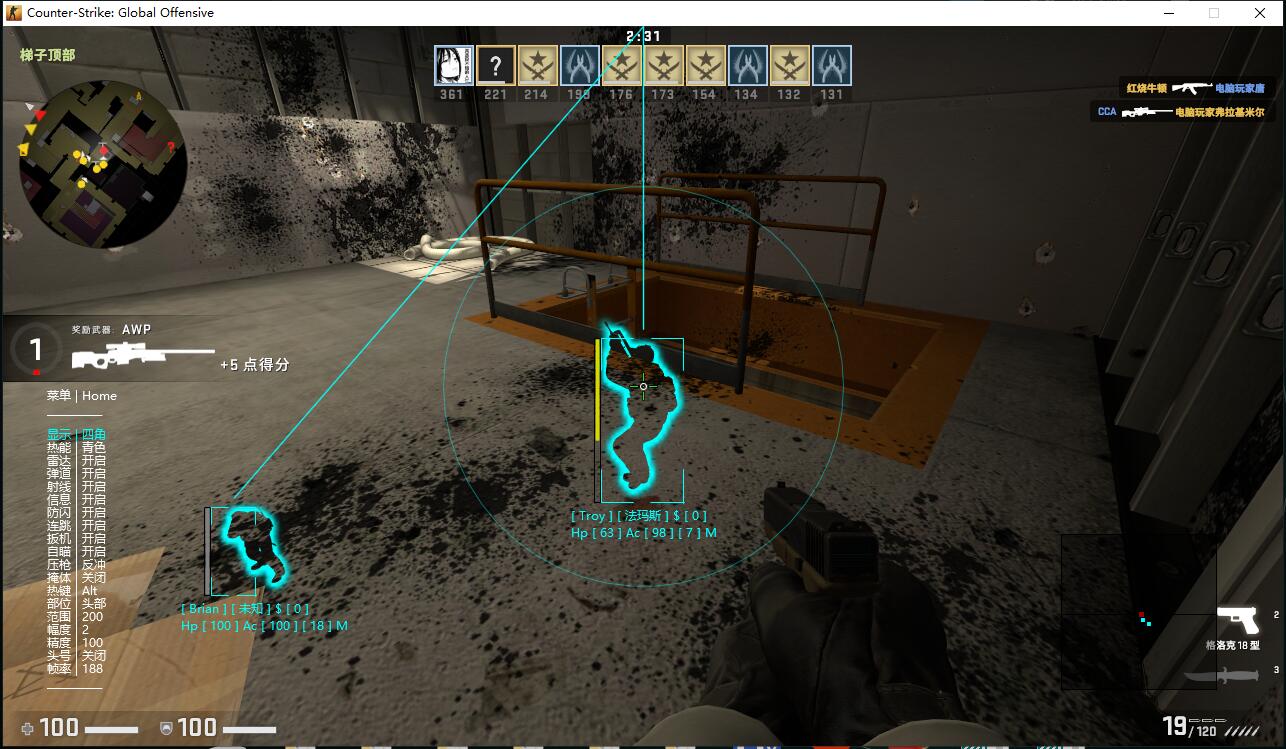 Counter-Strike: Global Offensive
梯子顶部
2:31
?
361 221 214 199 176 173 154 134 132 131
红烧牛顿 电脑玩家唐
CCA 电脑玩家弗拉基米尔
1
奖励武器: AWP
+5 点得分
菜单 | Home
显示 | 四角
热能 | 青色
雷达 | 开启
弹道 | 开启
射线 | 开启
信息 | 开启
防闪 | 开启
连跳 | 开启
扳机 | 开启
自瞄 | 开启
压枪 | 反冲
掩体 | 关闭
热键 | Alt
部位 | 头部
范围 | 200
幅度 | 2
精度 | 100
头号 | 关闭
帧率 | 188
[ Troy ] [ 法玛斯 ] $ [ 0 ]
Hp [ 63 ] Ac [ 98 ] [ 7 ] M
[ Brian ] [ 未知 ] $ [ 0 ]
Hp [ 100 ] Ac [ 100 ] [ 18 ] M
2
格洛克 18 型
3
100 100
19 / 120